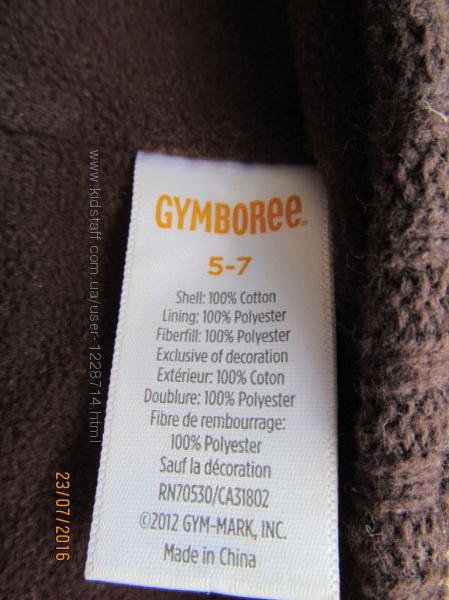 GYMBOREE
5-7
Shell: 100% Cotton
Lining: 100% Polyester
Fiberfill: 100% Polyester
Exclusive of decoration
Extérieur: 100% Coton
Doublure: 100% Polyester
Fibre de rembourrage:
100% Polyester
Sauf la décoration
RN70530/CA31802
©2012 GYM-MARK, INC.
Made in China
www.kidstaff.com.ua/user-1228714.html
23/07/2016